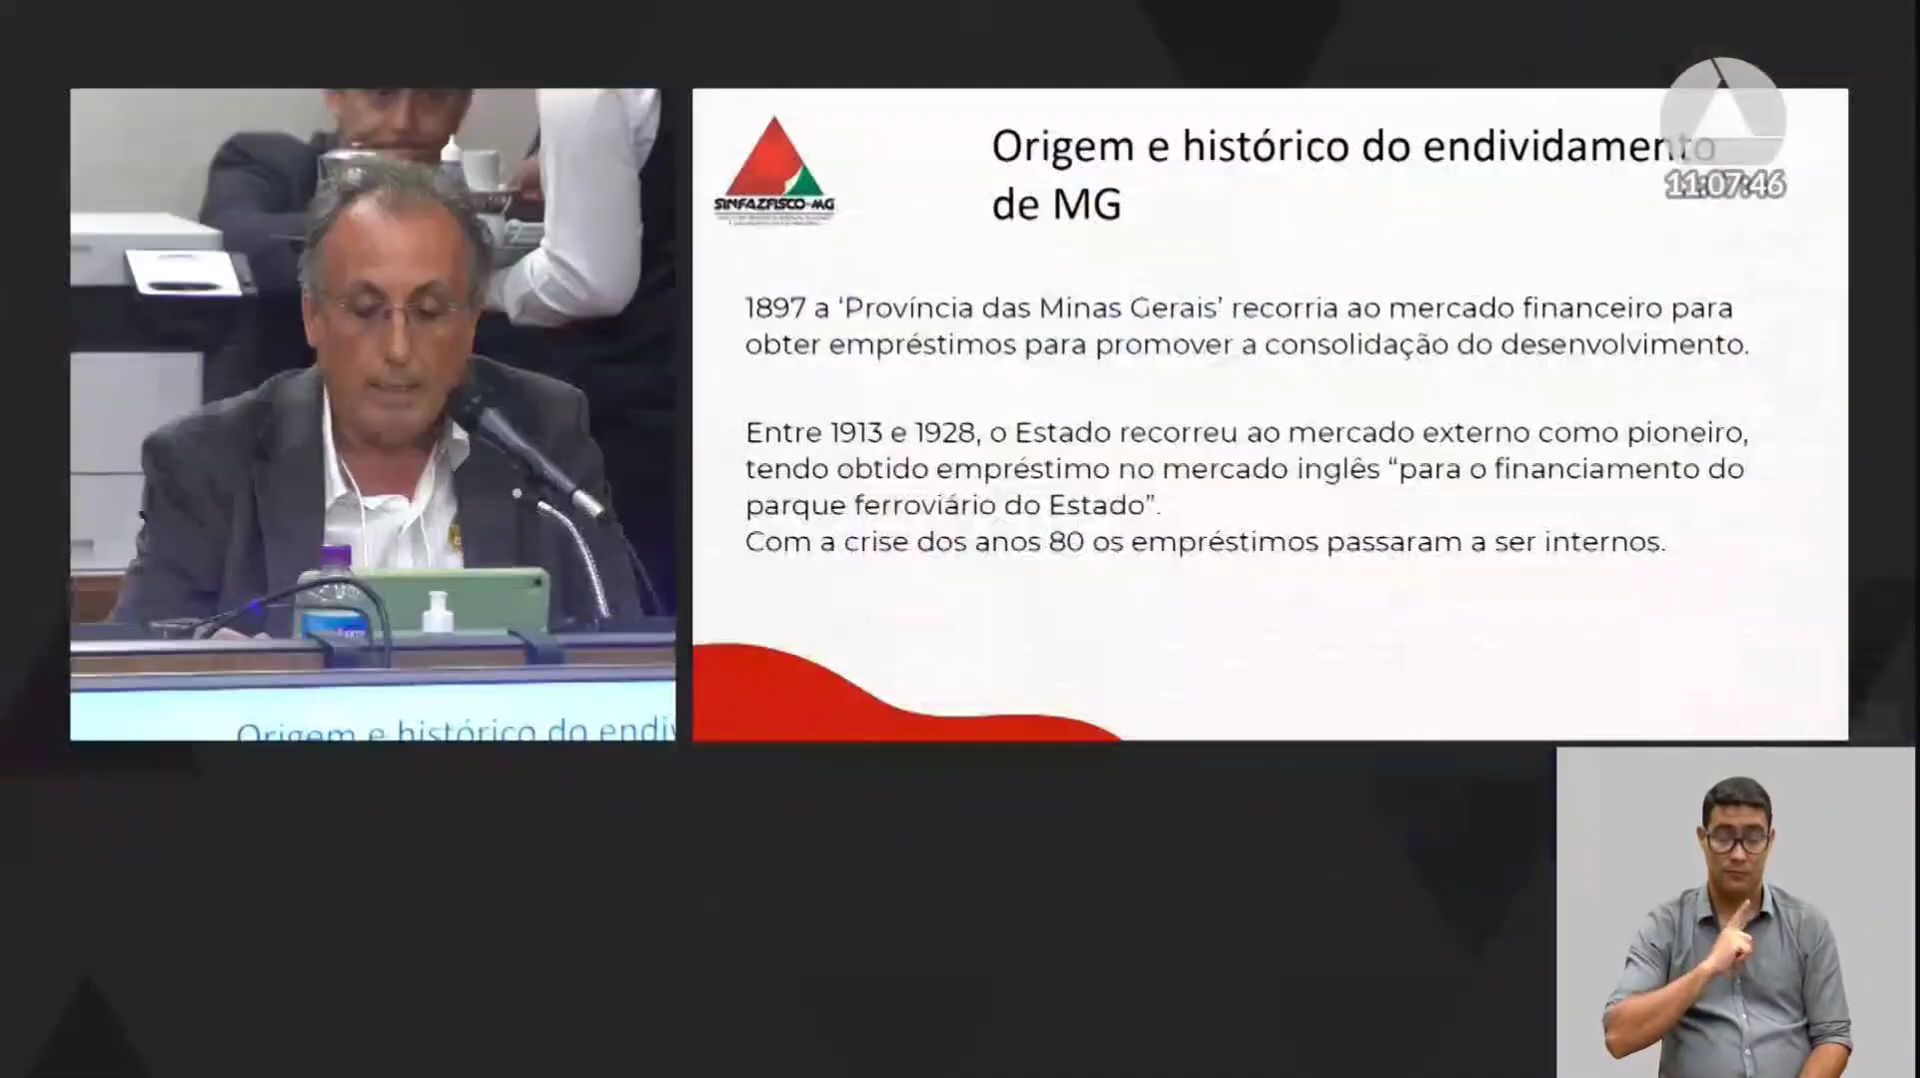 Origem e histórico do endividamento
de MG
11:07:46
SINFAZFISCO-MG
1897 a ‘Província das Minas Gerais’ recorria ao mercado financeiro para
obter empréstimos para promover a consolidação do desenvolvimento.
Entre 1913 e 1928, o Estado recorreu ao mercado externo como pioneiro,
tendo obtido empréstimo no mercado inglês “para o financiamento do
parque ferroviário do Estado”.
Com a crise dos anos 80 os empréstimos passaram a ser internos.
Origem e histórico do endiv